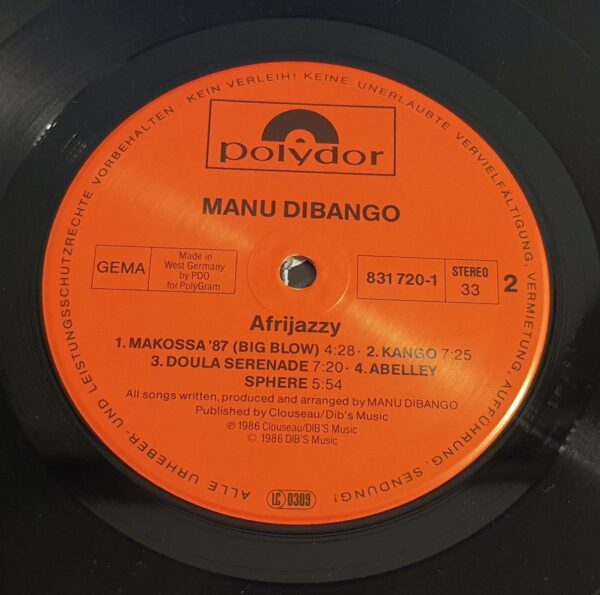 ALLE URHEBER- UND LEISTUNGSSCHUTZRECHTE VORBEHALTEN · KEIN VERLEIH! KEINE UNERLAUBTE VERVIELFÄLTIGUNG, VERMIETUNG, AUFFÜHRUNG, SENDUNG!
polydor
MANU DIBANGO
GEMA
Made in
West Germany
by PDO
for PolyGram
831 720-1
STEREO
33
2
Afrijazzy
1. MAKOSSA '87 (BIG BLOW) 4:28 · 2. KANGO 7:25
3. DOULA SERENADE 7:20 · 4. ABELLEY
SPHERE 5:54
All songs written, produced and arranged by MANU DIBANGO
Published by Clouseau/Dib's Music
℗ 1986 Clouseau/DIB'S Music
© 1986 DIB'S Music
LC 0309